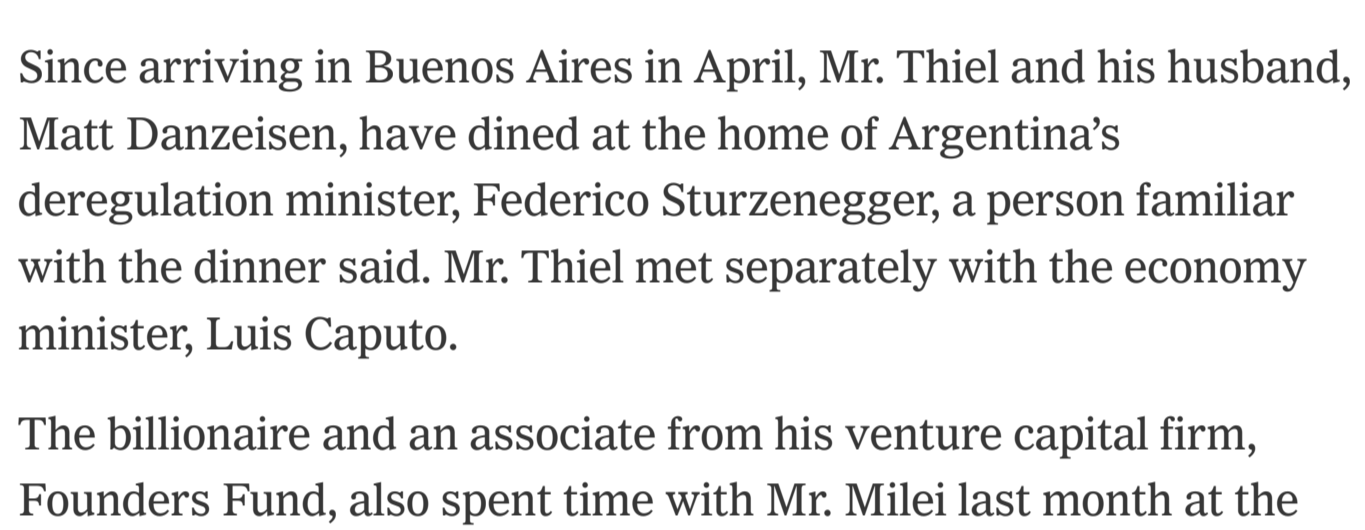 Since arriving in Buenos Aires in April, Mr. Thiel and his husband,
Matt Danzeisen, have dined at the home of Argentina’s
deregulation minister, Federico Sturzenegger, a person familiar
with the dinner said. Mr. Thiel met separately with the economy
minister, Luis Caputo.
The billionaire and an associate from his venture capital firm,
Founders Fund, also spent time with Mr. Milei last month at the